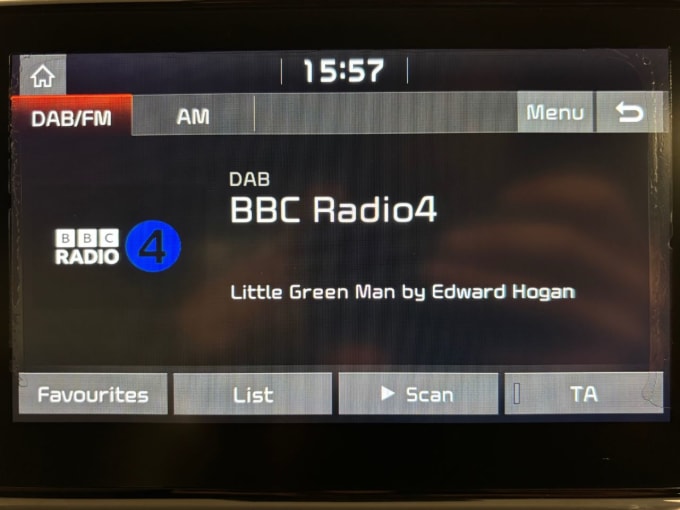 15:57
DAB/FM AM Menu
DAB
BBC Radio4
BBC
RADIO 4
Little Green Man by Edward Hogan
Favourites List Scan TA